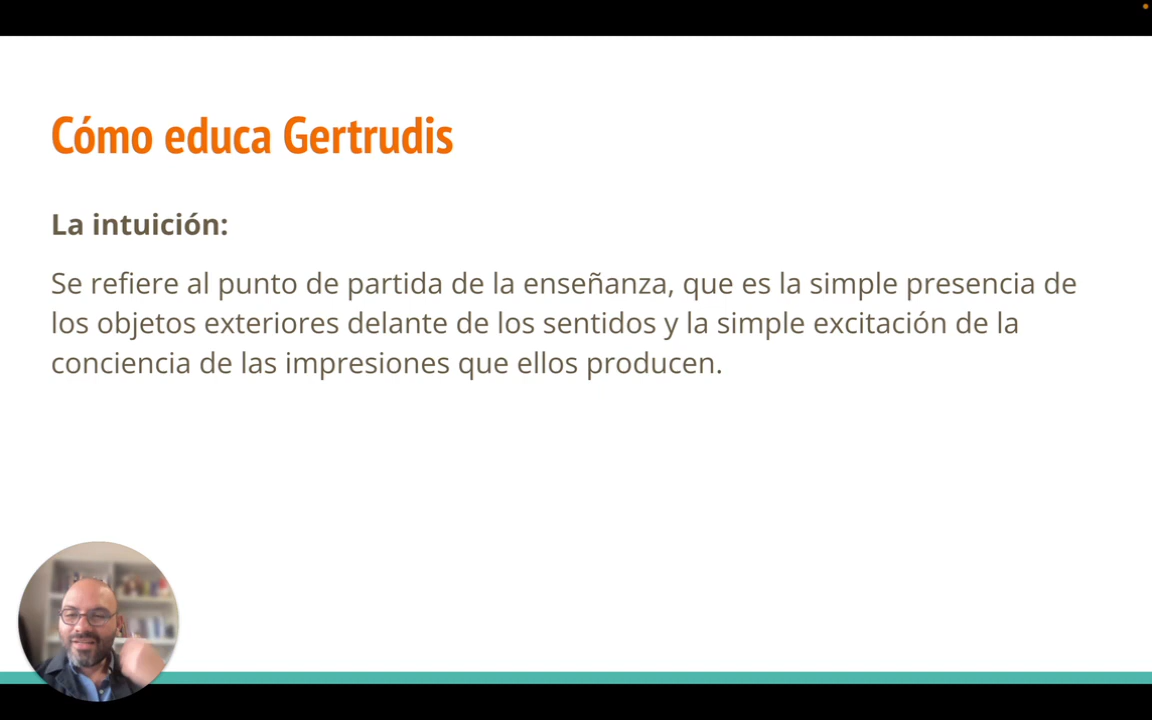 Cómo educa Gertrudis
La intuición:
Se refiere al punto de partida de la enseñanza, que es la simple presencia de
los objetos exteriores delante de los sentidos y la simple excitación de la
conciencia de las impresiones que ellos producen.